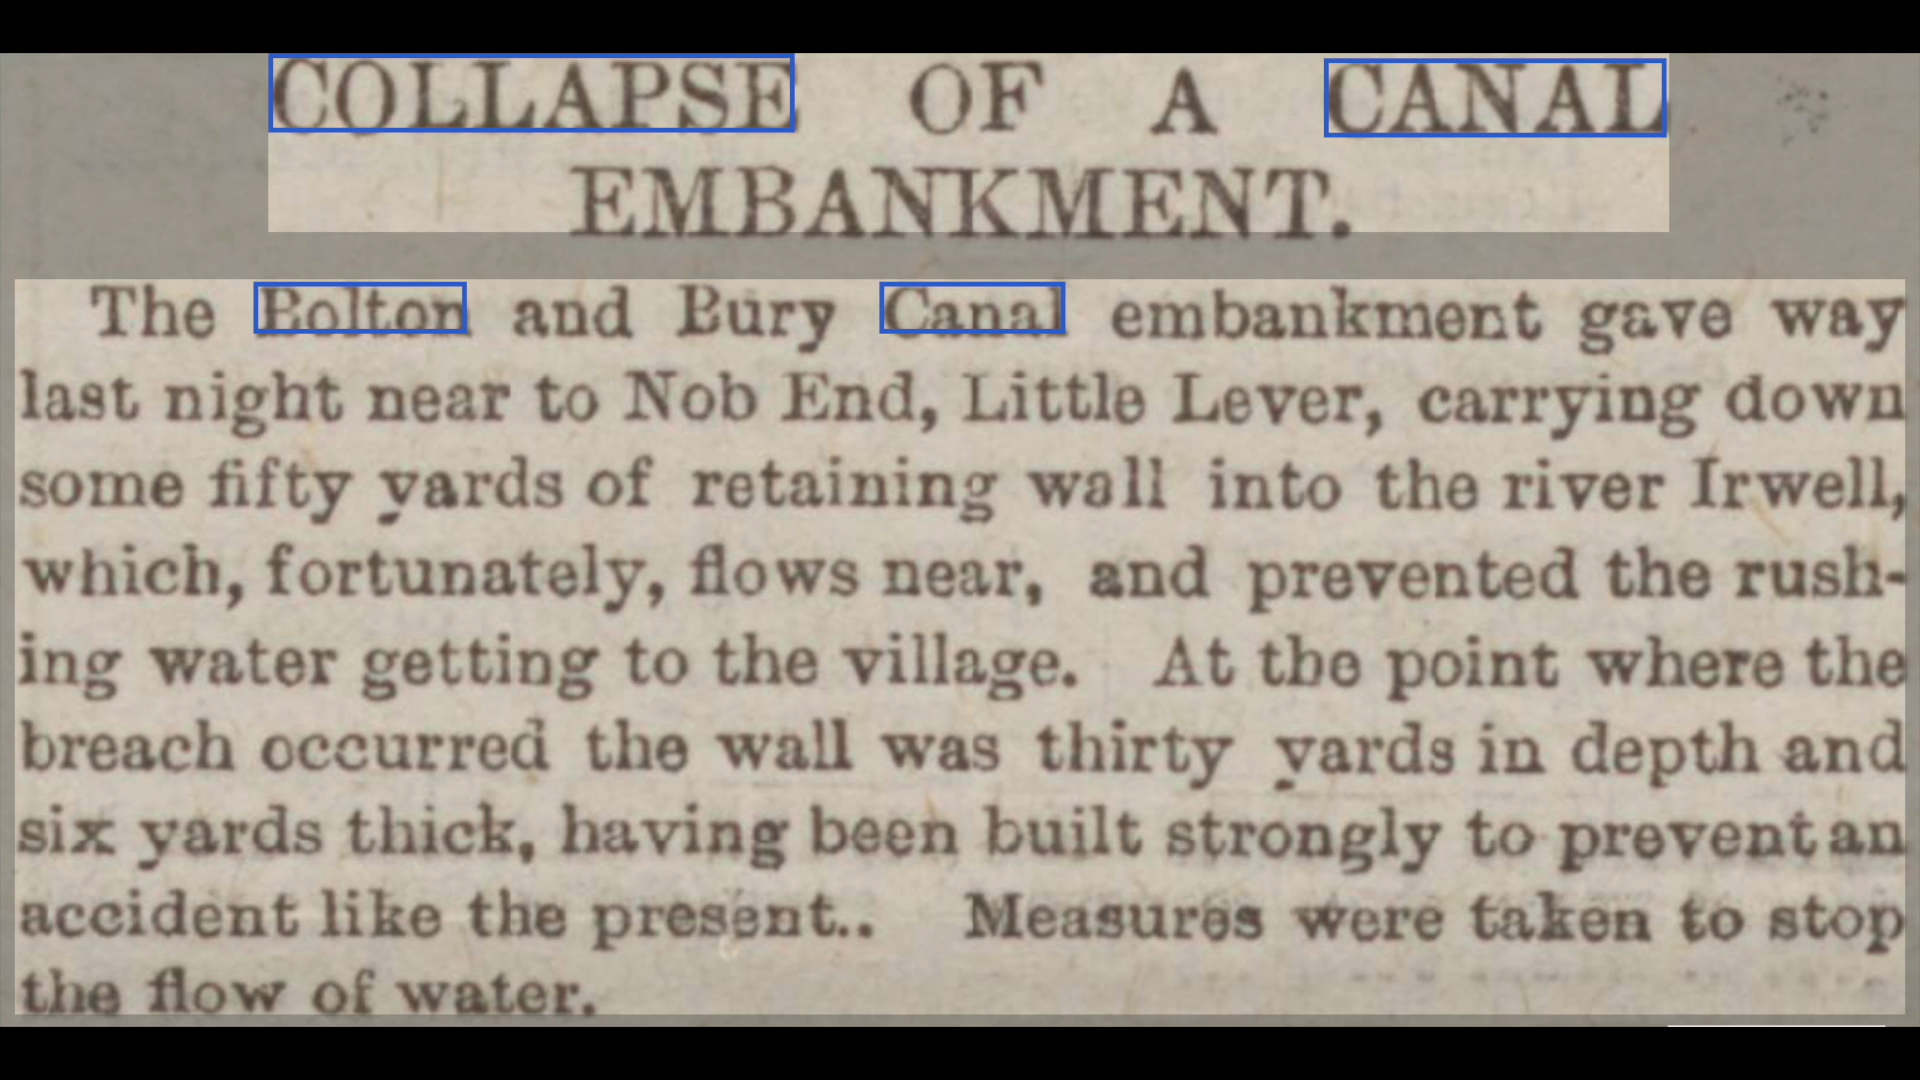 COLLAPSE OF A CANAL
EMBANKMENT.
The Bolton and Bury Canal embankment gave way
last night near to Nob End, Little Lever, carrying down
some fifty yards of retaining wall into the river Irwell,
which, fortunately, flows near, and prevented the rush-
ing water getting to the village. At the point where the
breach occurred the wall was thirty yards in depth and
six yards thick, having been built strongly to prevent an
accident like the present.. Measures were taken to stop
the flow of water.